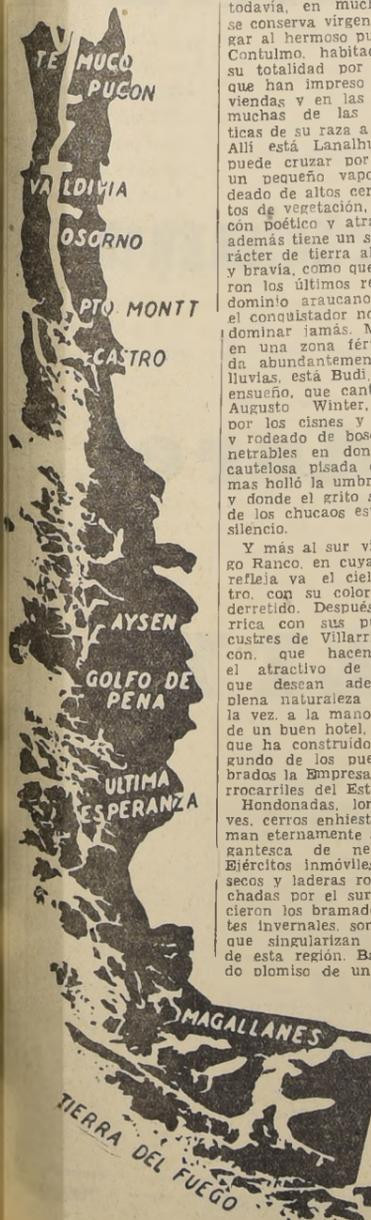 TEMUCO
PUCON
VALDIVIA
OSORNO
PTO MONTT
CASTRO
AYSEN
GOLFO DE
PENA
ULTIMA
ESPERANZA
MAGALLANES
TIERRA DEL FUEGO
todavía, en much
se conserva virgen
gar al hermoso pu
Contulmo, habitad
su totalidad por
que han impreso
viendas y en las
muchas de las
ticas de su raza a
Allí está Lanalhu
puede cruzar por
un pequeño vapo
deado de altos cer
tos de vegetación,
cón poético y atra
además tiene un s
rácter de tierra al
y bravía, como que
ron los últimos re
dominio araucano
el conquistador no
dominar jamás. M
en una zona fér
da abundantemen
lluvias, está Budi,
ensueño, que cant
Augusto Winter,
por los cisnes y
y rodeado de bos
netrables en don
cautelosa pisada
mas holló la umbr
y donde el grito
de los chucaos es
silencio.
Y más al sur vi
go Ranco, en cuya
refleja ya el ciel
tro, con su color
derretido. Después
rrica con sus pu
custres de Villarr
con, que hacen
el atractivo de
que desean ade
plena naturaleza
la vez, a la mano
de un buen hotel,
que ha construído
gundo de los pue
brados la Empresa
rrocarriles del Est
Hondonadas, lor
ves, cerros enhiest
man eternamente
gantesca de ne
Ejércitos inmóviles
secos y laderas ro
chadas por el sur
cieron los bramad
tes invernales, son
que singularizan
de esta región. Ba
do plomiso de un